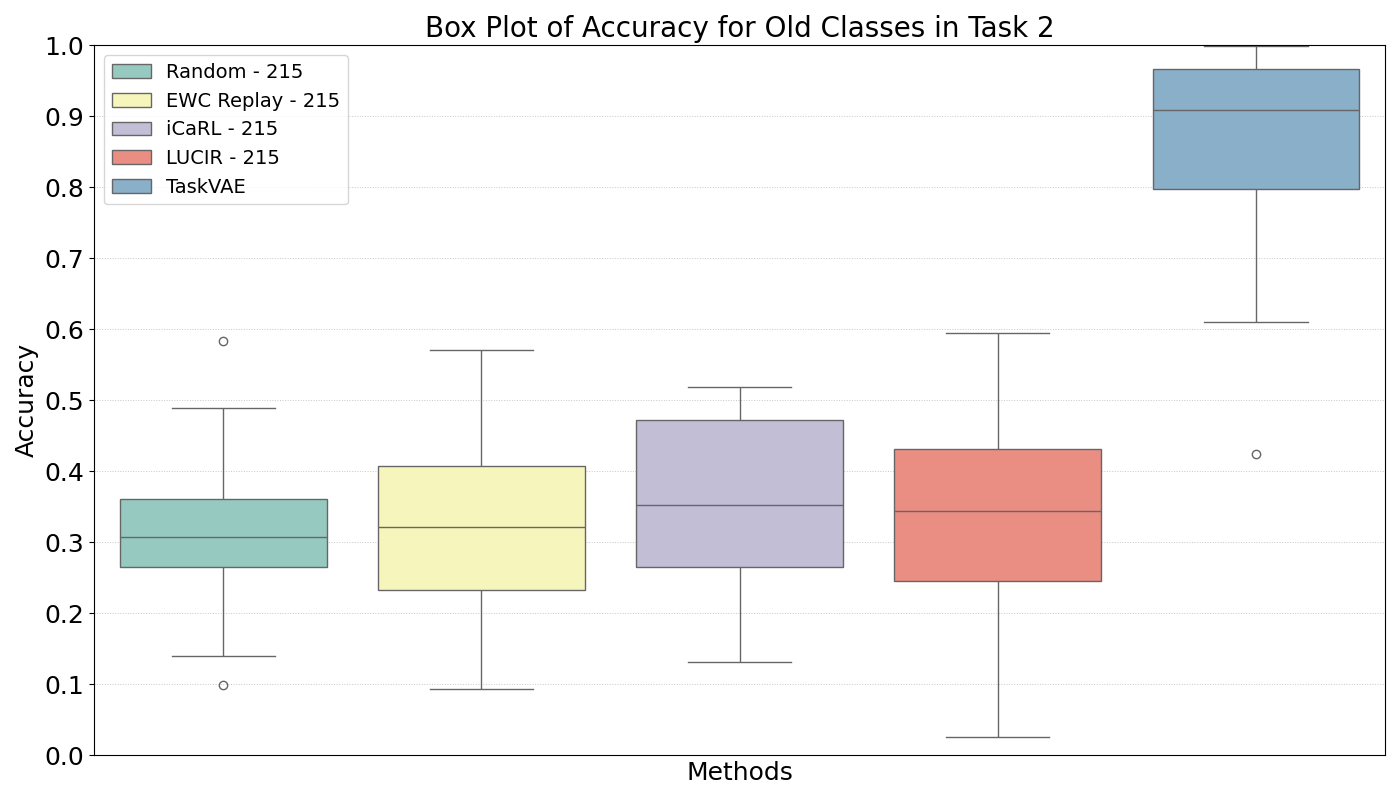 Box Plot of Accuracy for Old Classes in Task 2
1.0
0.9
0.8
0.7
0.6
0.5
0.4
0.3
0.2
0.1
0.0
Accuracy
Random - 215
EWC Replay - 215
iCaRL - 215
LUCIR - 215
TaskVAE
Methods